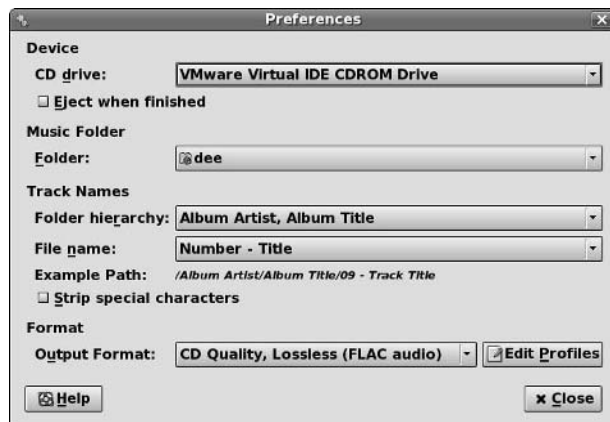 Preferences
Device
CD drive: VMware Virtual IDE CDROM Drive
Eject when finished
Music Folder
Folder: dee
Track Names
Folder hierarchy: Album Artist, Album Title
File name: Number - Title
Example Path: /Album Artist/Album Title/09 - Track Title
Strip special characters
Format
Output Format: CD Quality, Lossless (FLAC audio) Edit Profiles
Help Close